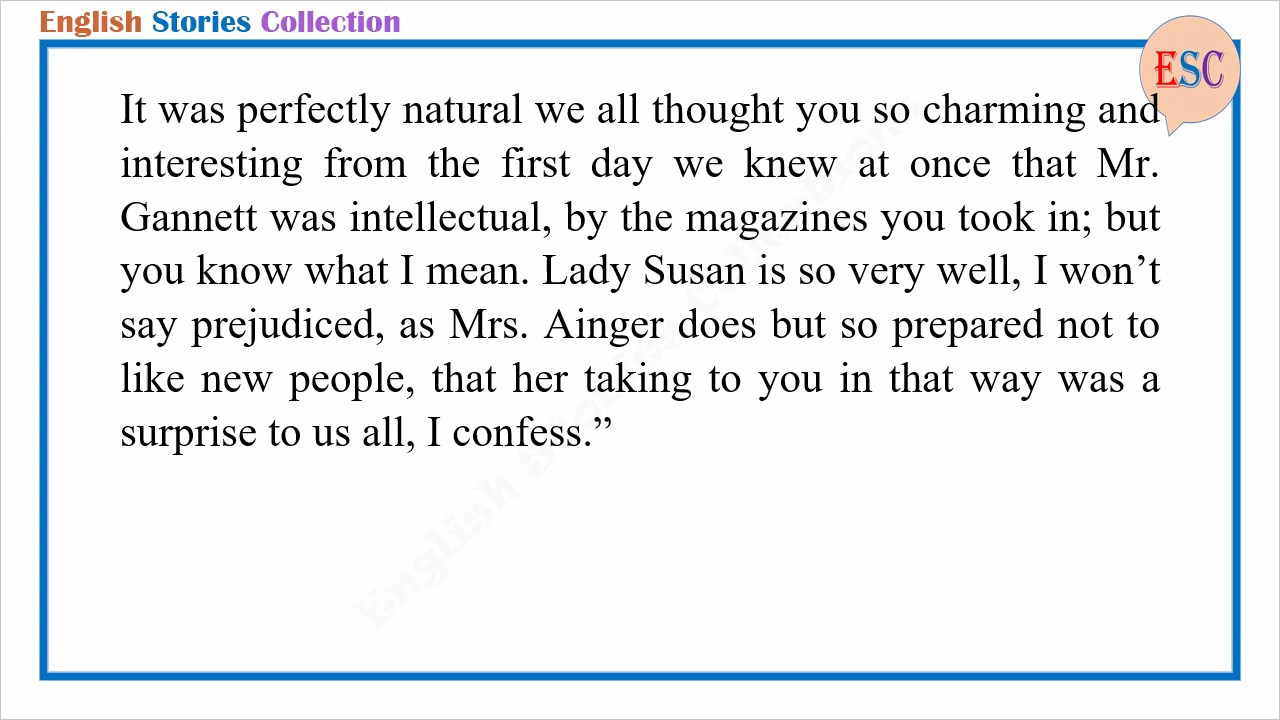 English Stories Collection
ESC
It was perfectly natural we all thought you so charming and
interesting from the first day we knew at once that Mr.
Gannett was intellectual, by the magazines you took in; but
you know what I mean. Lady Susan is so very well, I won’t
say prejudiced, as Mrs. Ainger does but so prepared not to
like new people, that her taking to you in that way was a
surprise to us all, I confess.”
English Stories Collection